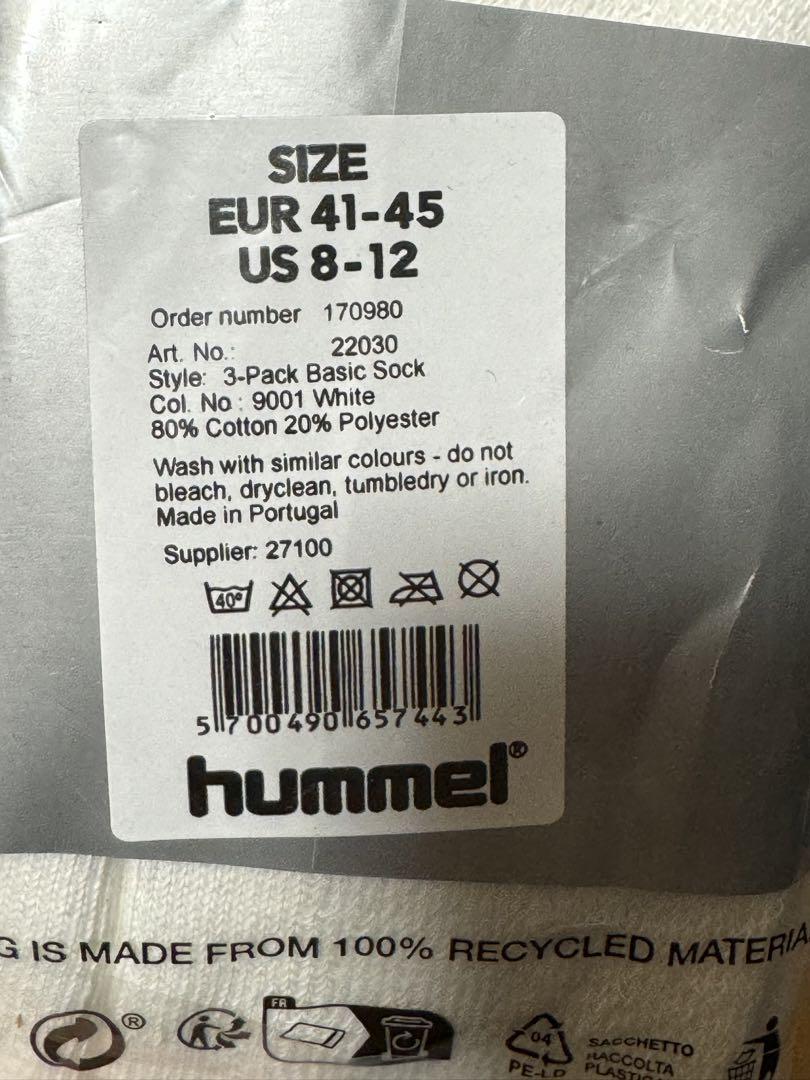 SIZE
EUR 41-45
US 8-12
Order number 170980
Art. No.: 22030
Style: 3-Pack Basic Sock
Col. No : 9001 White
80% Cotton 20% Polyester
Wash with similar colours - do not
bleach, dryclean, tumbledry or iron.
Made in Portugal
Supplier: 27100
40°
5 700490 657443
hummel®
G IS MADE FROM 100% RECYCLED MATERIA
®
FR
04
PE-LD
SACCHETTO
RACCOLTA
PLASTIC